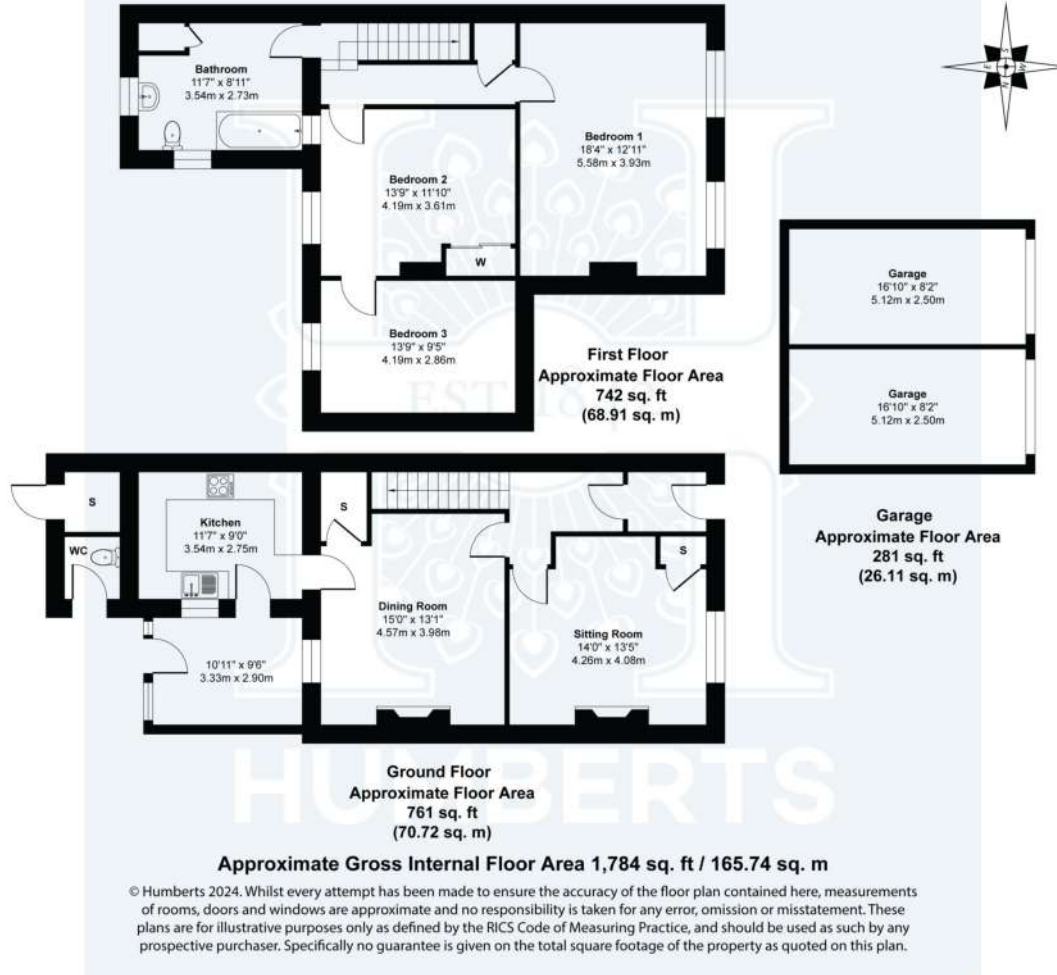 Bathroom
11'7" x 8'11"
3.54m x 2.73m
Bedroom 1
18'4" x 12'11"
5.58m x 3.93m
Bedroom 2
13'9" x 11'10"
4.19m x 3.61m
W
Bedroom 3
13'9" x 9'5"
4.19m x 2.86m
S
E
W
N
First Floor
Approximate Floor Area
742 sq. ft
(68.91 sq. m)
Garage
16'10" x 8'2"
5.12m x 2.50m
Garage
16'10" x 8'2"
5.12m x 2.50m
Garage
Approximate Floor Area
281 sq. ft
(26.11 sq. m)
EST
S
WC
Kitchen
11'7" x 9'0"
3.54m x 2.75m
S
S
Dining Room
15'0" x 13'1"
4.57m x 3.98m
Sitting Room
14'0" x 13'5"
4.26m x 4.08m
10'11" x 9'6"
3.33m x 2.90m
HUMBERTS
Ground Floor
Approximate Floor Area
761 sq. ft
(70.72 sq. m)
Approximate Gross Internal Floor Area 1,784 sq. ft / 165.74 sq. m
© Humberts 2024. Whilst every attempt has been made to ensure the accuracy of the floor plan contained here, measurements
of rooms, doors and windows are approximate and no responsibility is taken for any error, omission or misstatement. These
plans are for illustrative purposes only as defined by the RICS Code of Measuring Practice, and should be used as such by any
prospective purchaser. Specifically no guarantee is given on the total square footage of the property as quoted on this plan.